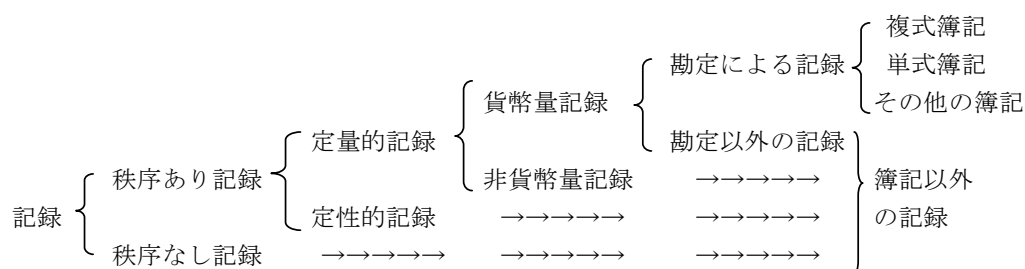 複式簿記
勘定による記録 単式簿記
貨幣量記録 その他の簿記
定量的記録 勘定以外の記録
秩序あり記録 非貨幣量記録 →→→→→ 簿記以外
記録 定性的記録 →→→→→ →→→→→ の記録
秩序なし記録 →→→→→ →→→→→ →→→→→